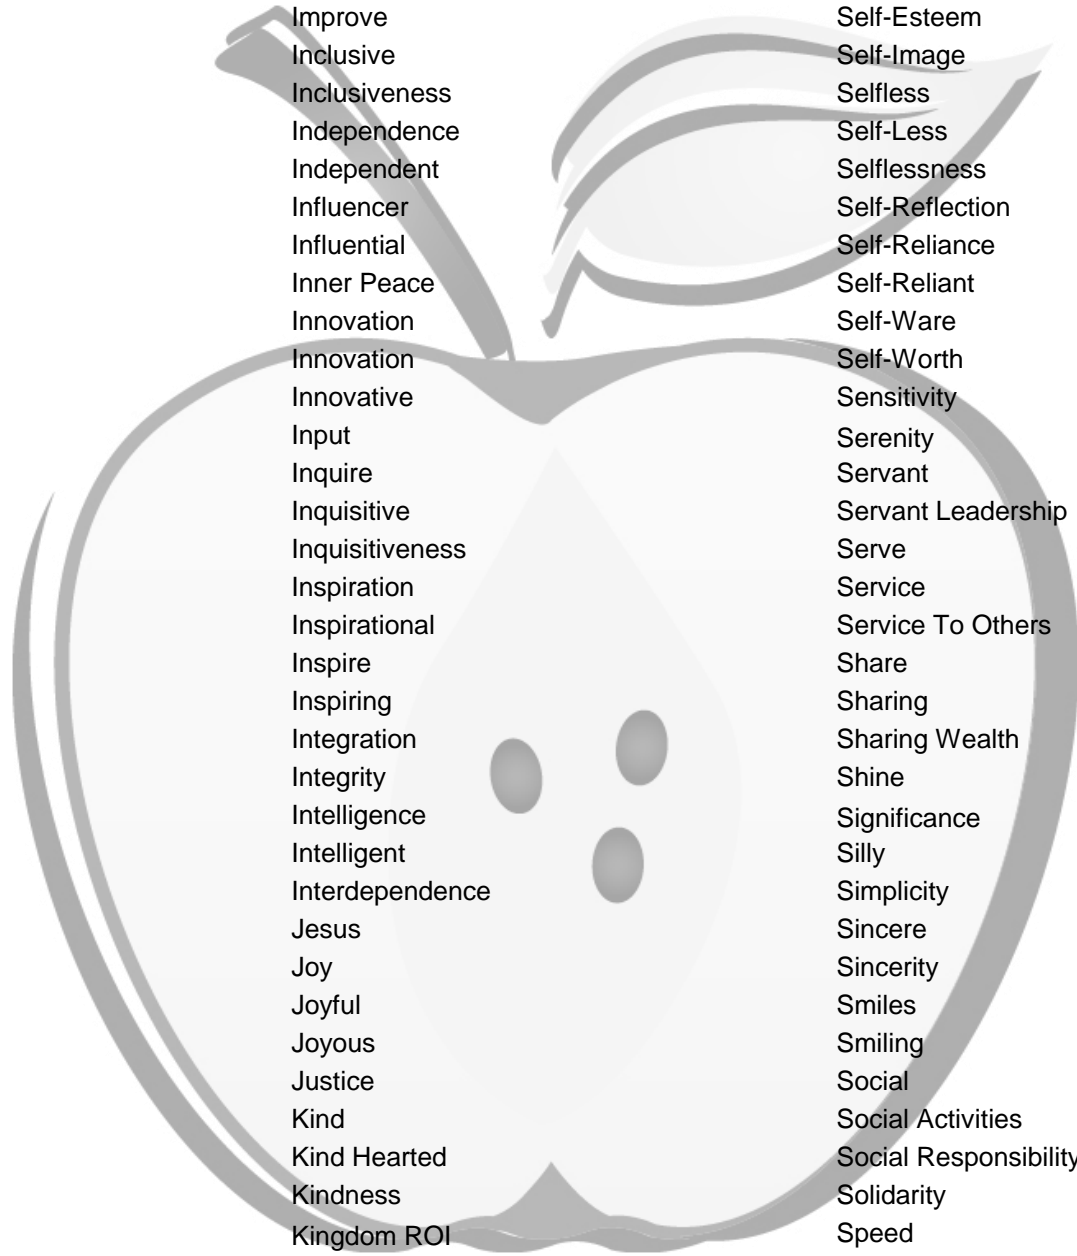 Improve
Inclusive
Inclusiveness
Independence
Independent
Influencer
Influential
Inner Peace
Innovation
Innovation
Innovative
Input
Inquire
Inquisitive
Inquisitiveness
Inspiration
Inspirational
Inspire
Inspiring
Integration
Integrity
Intelligence
Intelligent
Interdependence
Jesus
Joy
Joyful
Joyous
Justice
Kind
Kind Hearted
Kindness
Kingdom ROI
Self-Esteem
Self-Image
Selfless
Self-Less
Selflessness
Self-Reflection
Self-Reliance
Self-Reliant
Self-Ware
Self-Worth
Sensitivity
Serenity
Servant
Servant Leadership
Serve
Service
Service To Others
Share
Sharing
Sharing Wealth
Shine
Significance
Silly
Simplicity
Sincere
Sincerity
Smiles
Smiling
Social
Social Activities
Social Responsibility
Solidarity
Speed